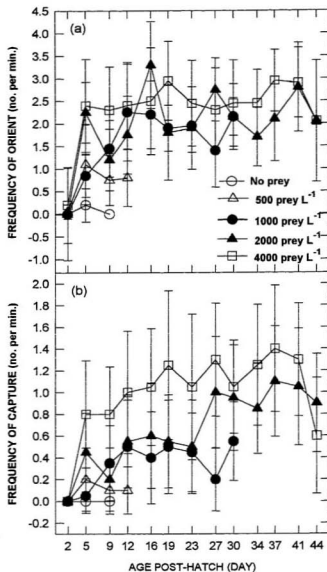 FREQUENCY OF ORIENT (no. per min.)
(a)
4.5
4.0
3.5
3.0
2.5
2.0
1.5
1.0
0.5
0.0
-0.5
-1.0
No prey
500 prey L⁻¹
1000 prey L⁻¹
2000 prey L⁻¹
4000 prey L⁻¹
FREQUENCY OF CAPTURE (no. per min.)
(b)
2.2
2.0
1.8
1.6
1.4
1.2
1.0
0.8
0.6
0.4
0.2
0.0
-0.2
2 5 9 12 16 19 23 27 30 34 37 41 44
AGE POST-HATCH (DAY)